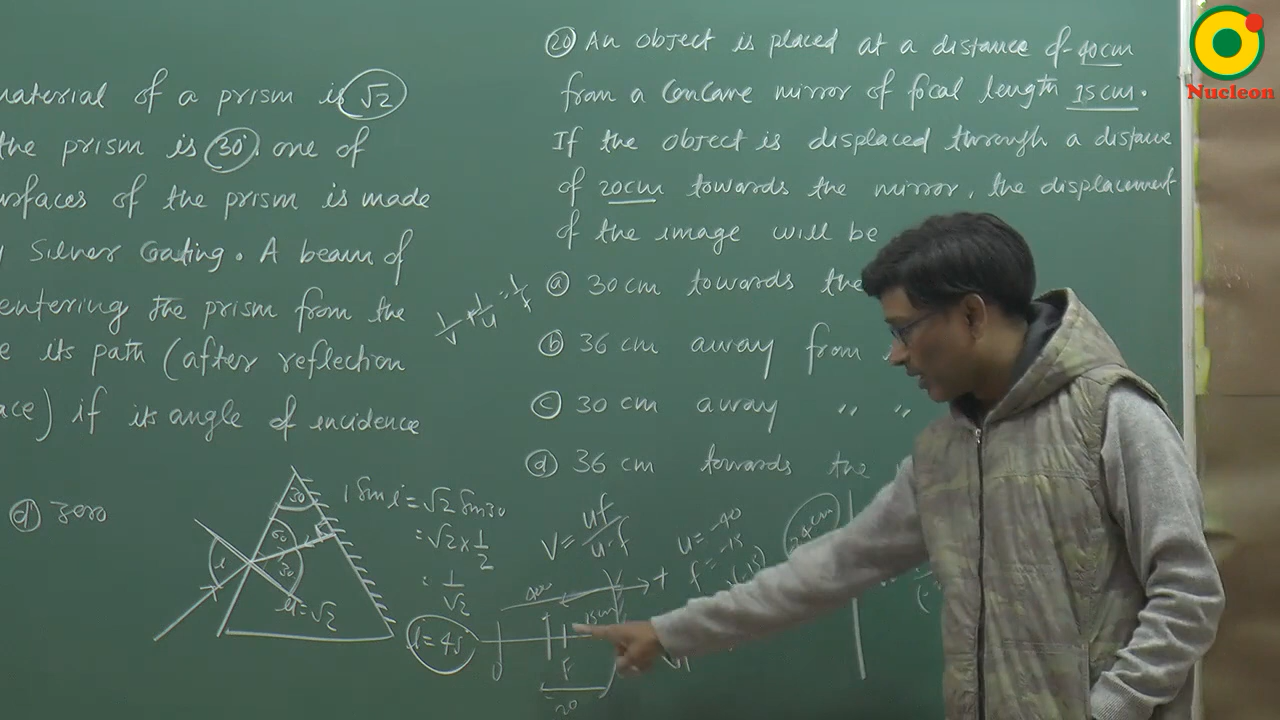 material of a prism is √2
the prism is 30°. one of
surfaces of the prism is made
Silver Coating. A beam of
entering the prism from the
its path (after reflection
if its angle of incidence
(d) zero
30
60
30
i
μ=√2
1 Sin i = √2 Sin 30
= √2 × 1/2
= 1/√2
i = 45
(20) An object is placed at a distance of 40cm
from a concave mirror of focal length 15cm.
If the object is displaced through a distance
of 20cm towards the mirror, the displacement
of the image will be
(a) 30 cm towards the
(b) 36 cm away from
(c) 30 cm away " "
(d) 36 cm towards the
1/v + 1/u = 1/f
V = uf/u-f
u = -40
f = -15
+
15cm
F
20
Nucleon